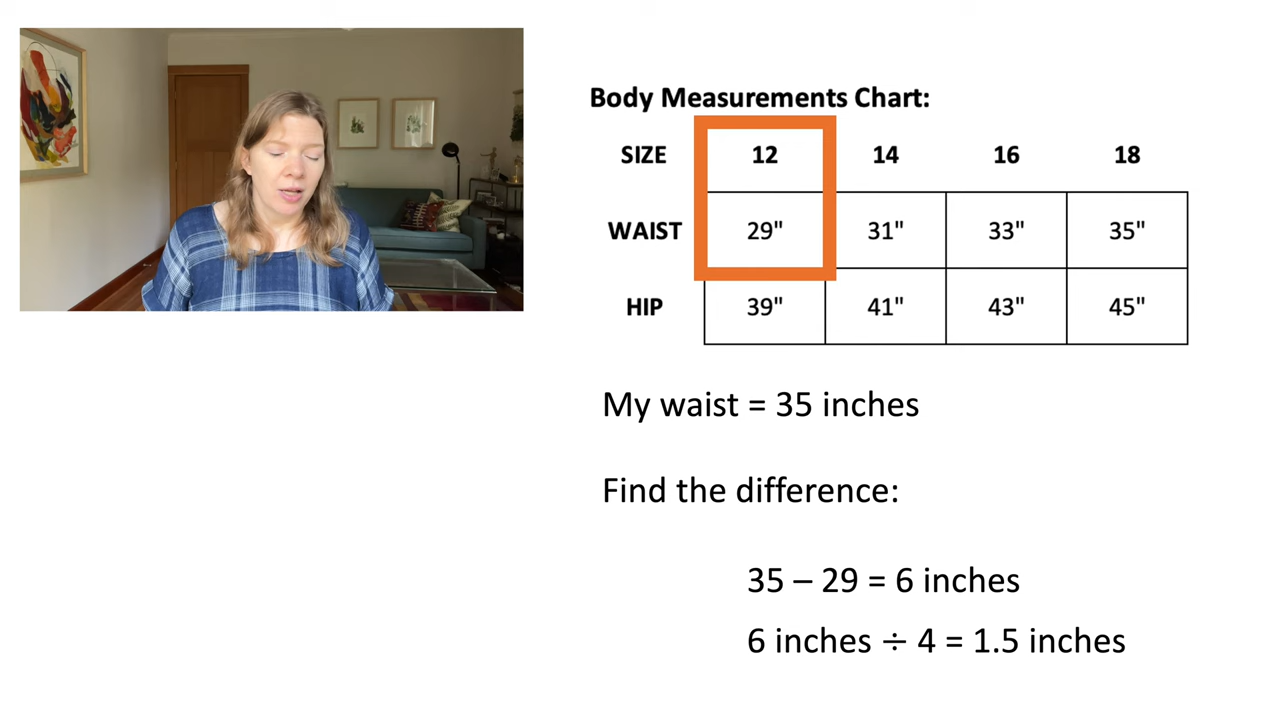 Body Measurements Chart:
SIZE 12 14 16 18
WAIST 29" 31" 33" 35"
HIP 39" 41" 43" 45"
My waist = 35 inches
Find the difference:
35 – 29 = 6 inches
6 inches ÷ 4 = 1.5 inches